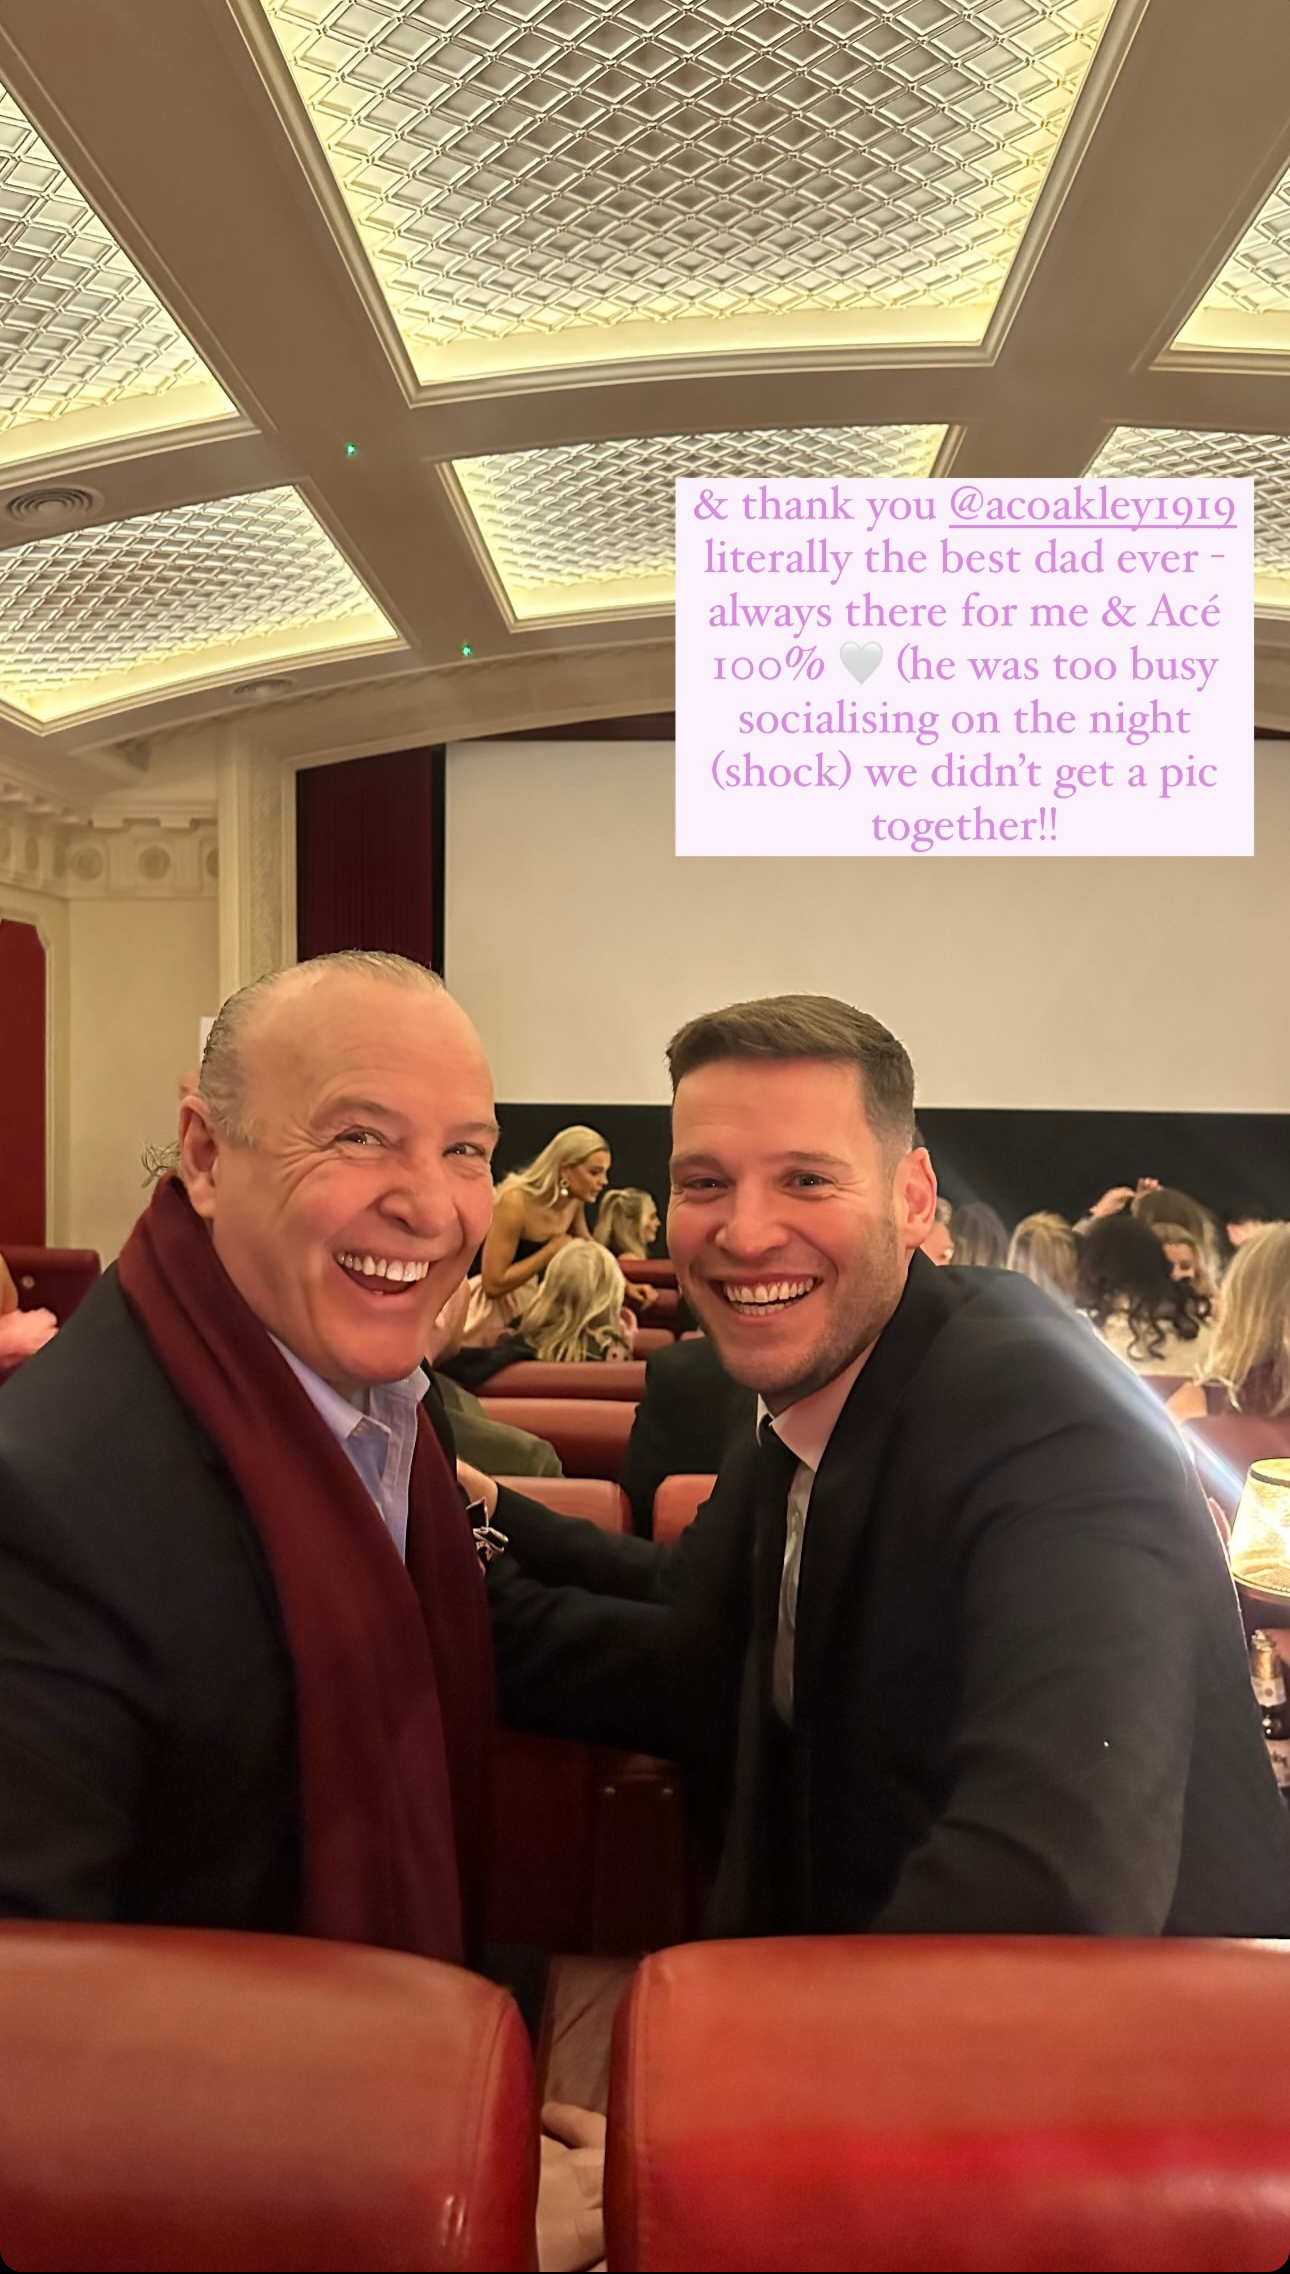 & thank you @acoakley1919
literally the best dad ever -
always there for me & Acé
100% 🤍 (he was too busy
socialising on the night
(shock) we didn't get a pic
together!!